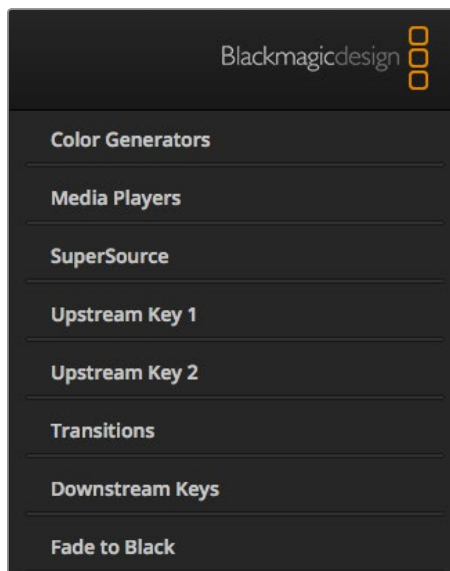 Blackmagicdesign
Color Generators
Media Players
SuperSource
Upstream Key 1
Upstream Key 2
Transitions
Downstream Keys
Fade to Black